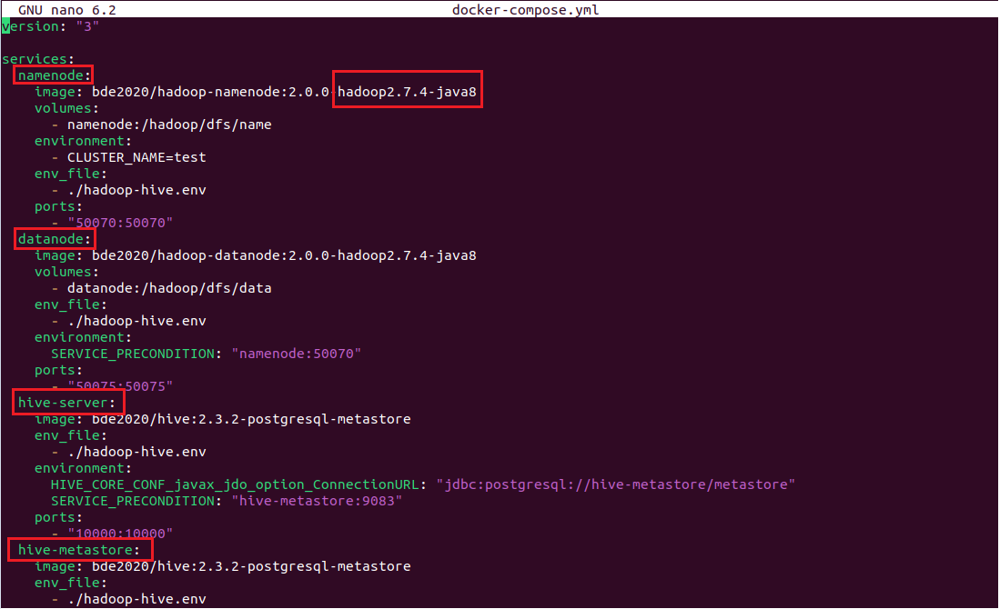 GNU nano 6.2 docker-compose.yml
version: "3"
services:
  namenode:
    image: bde2020/hadoop-namenode:2.0.0-hadoop2.7.4-java8
    volumes:
      - namenode:/hadoop/dfs/name
    environment:
      - CLUSTER_NAME=test
    env_file:
      - ./hadoop-hive.env
    ports:
      - "50070:50070"
  datanode:
    image: bde2020/hadoop-datanode:2.0.0-hadoop2.7.4-java8
    volumes:
      - datanode:/hadoop/dfs/data
    env_file:
      - ./hadoop-hive.env
    environment:
      SERVICE_PRECONDITION: "namenode:50070"
    ports:
      - "50075:50075"
  hive-server:
    image: bde2020/hive:2.3.2-postgresql-metastore
    env_file:
      - ./hadoop-hive.env
    environment:
      HIVE_CORE_CONF_javax_jdo_option_ConnectionURL: "jdbc:postgresql://hive-metastore/metastore"
      SERVICE_PRECONDITION: "hive-metastore:9083"
    ports:
      - "10000:10000"
  hive-metastore:
    image: bde2020/hive:2.3.2-postgresql-metastore
    env_file:
      - ./hadoop-hive.env